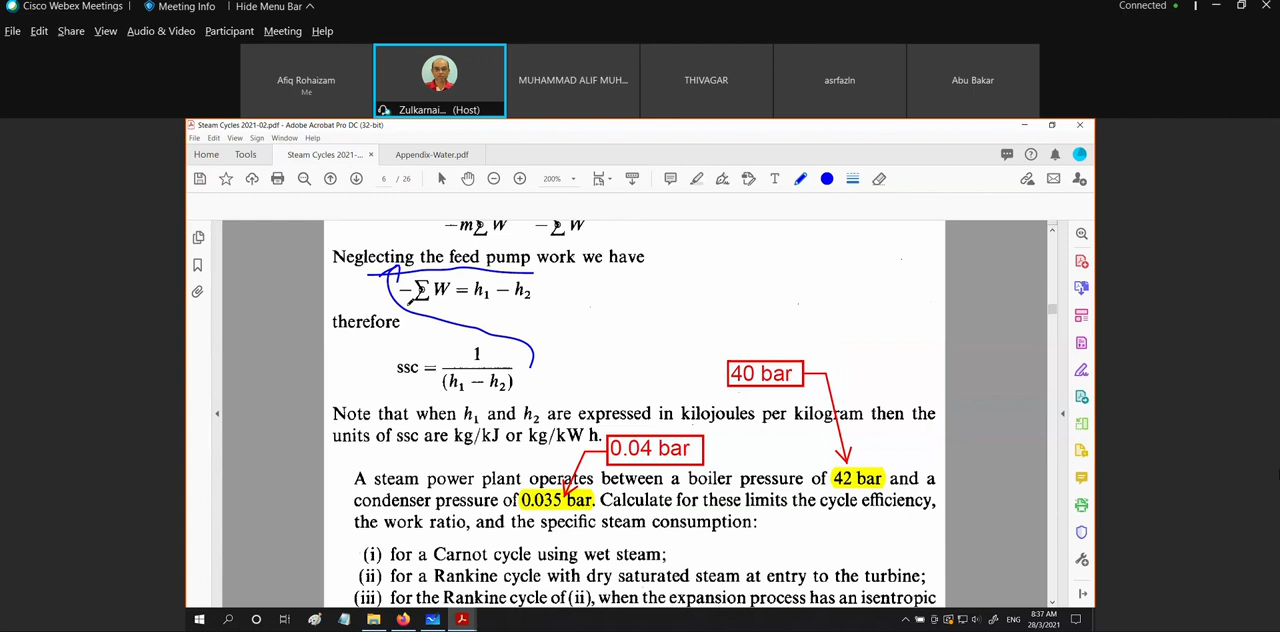 Cisco Webex Meetings | Meeting Info | Hide Menu Bar Connected
File Edit Share View Audio & Video Participant Meeting Help
Afiq Rohaizam
Me
Zulkarnai... (Host)
MUHAMMAD ALIF MUH...
THIVAGAR
asrfazln
Abu Bakar
Steam Cycles 2021-02.pdf - Adobe Acrobat Pro DC (32-bit)
File Edit View Sign Window Help
Home Tools Steam Cycles 2021-... × Appendix-Water.pdf
6 / 26 200%
−m∑W −∑W
Neglecting the feed pump work we have
−∑W = h₁ − h₂
therefore
ssc = 1 / (h₁ − h₂)
40 bar
Note that when h₁ and h₂ are expressed in kilojoules per kilogram then the
units of ssc are kg/kJ or kg/kW h.
0.04 bar
A steam power plant operates between a boiler pressure of 42 bar and a
condenser pressure of 0.035 bar. Calculate for these limits the cycle efficiency,
the work ratio, and the specific steam consumption:
(i) for a Carnot cycle using wet steam;
(ii) for a Rankine cycle with dry saturated steam at entry to the turbine;
(iii) for the Rankine cycle of (ii), when the expansion process has an isentropic
ENG
8:37 AM
28/3/2021